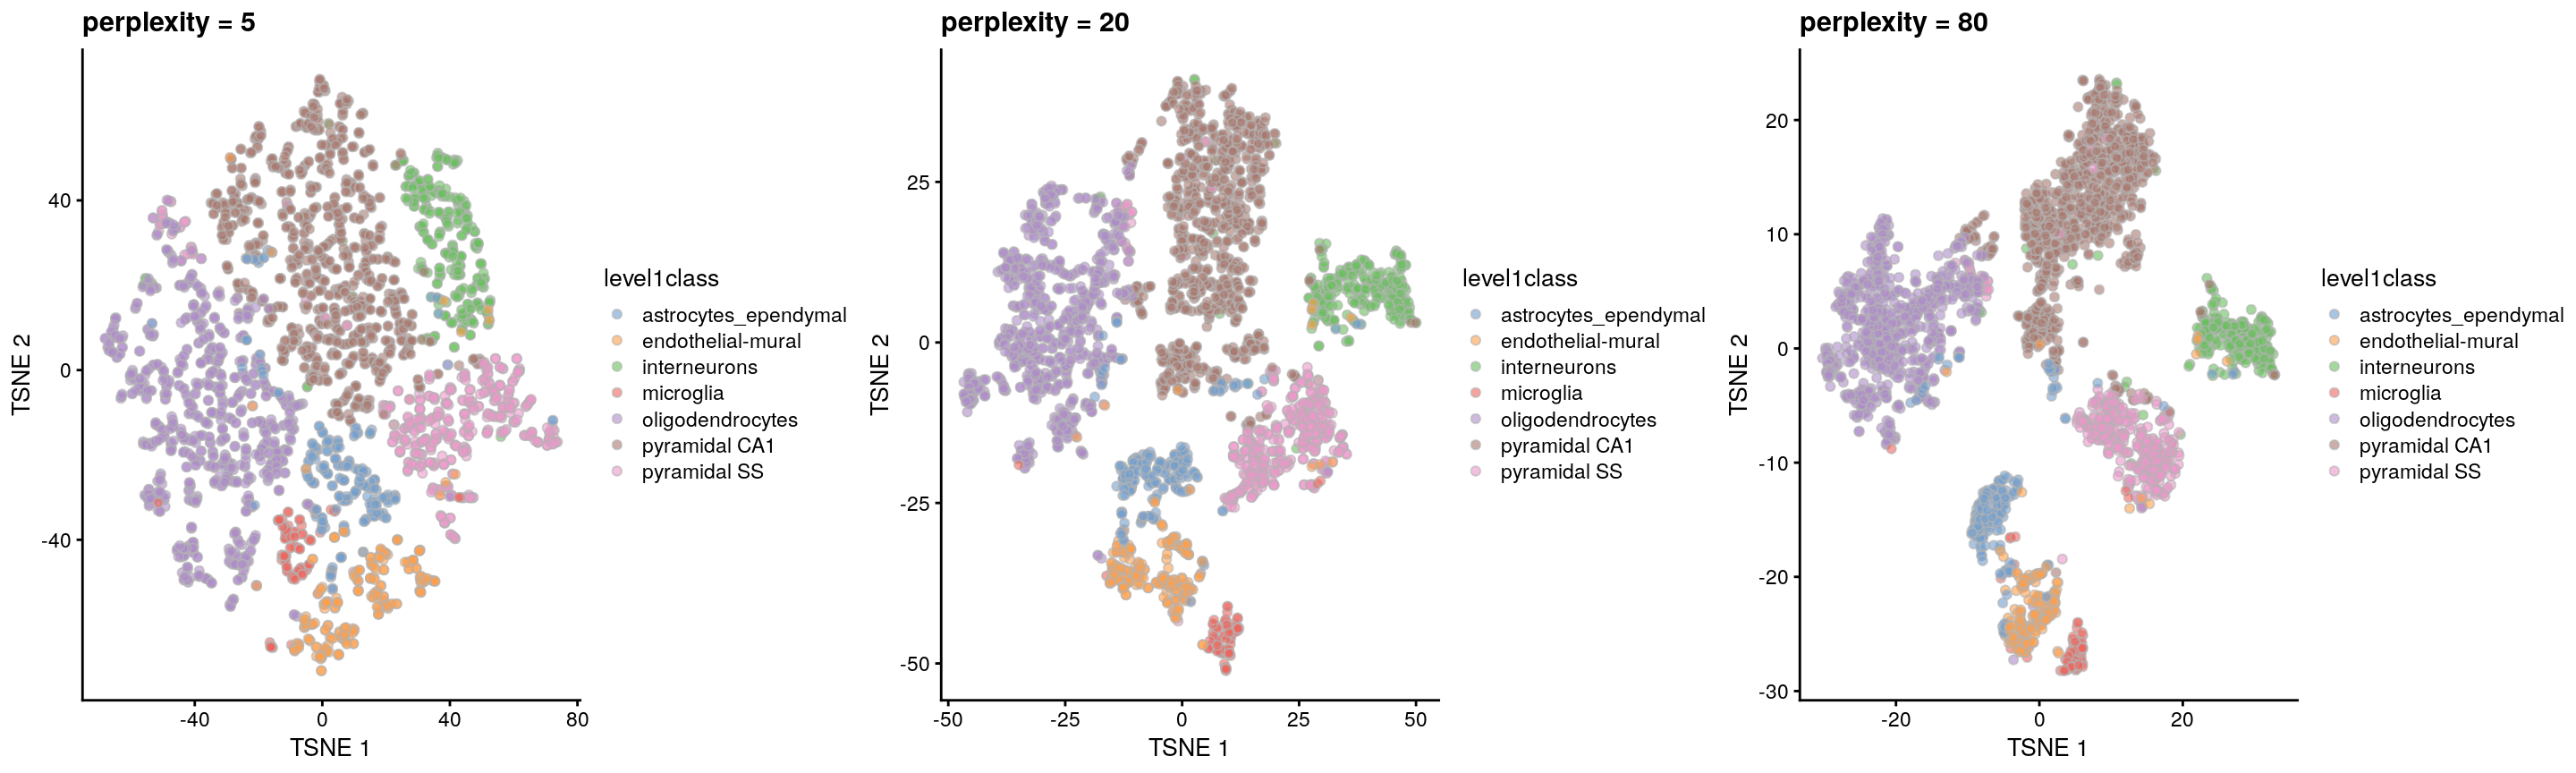 perplexity = 5
40
0
-40
TSNE 2
-40 0 40 80
TSNE 1
level1class
astrocytes_ependymal
endothelial-mural
interneurons
microglia
oligodendrocytes
pyramidal CA1
pyramidal SS
perplexity = 20
25
0
-25
-50
TSNE 2
-50 -25 0 25 50
TSNE 1
level1class
astrocytes_ependymal
endothelial-mural
interneurons
microglia
oligodendrocytes
pyramidal CA1
pyramidal SS
perplexity = 80
20
10
0
-10
-20
-30
TSNE 2
-20 0 20
TSNE 1
level1class
astrocytes_ependymal
endothelial-mural
interneurons
microglia
oligodendrocytes
pyramidal CA1
pyramidal SS